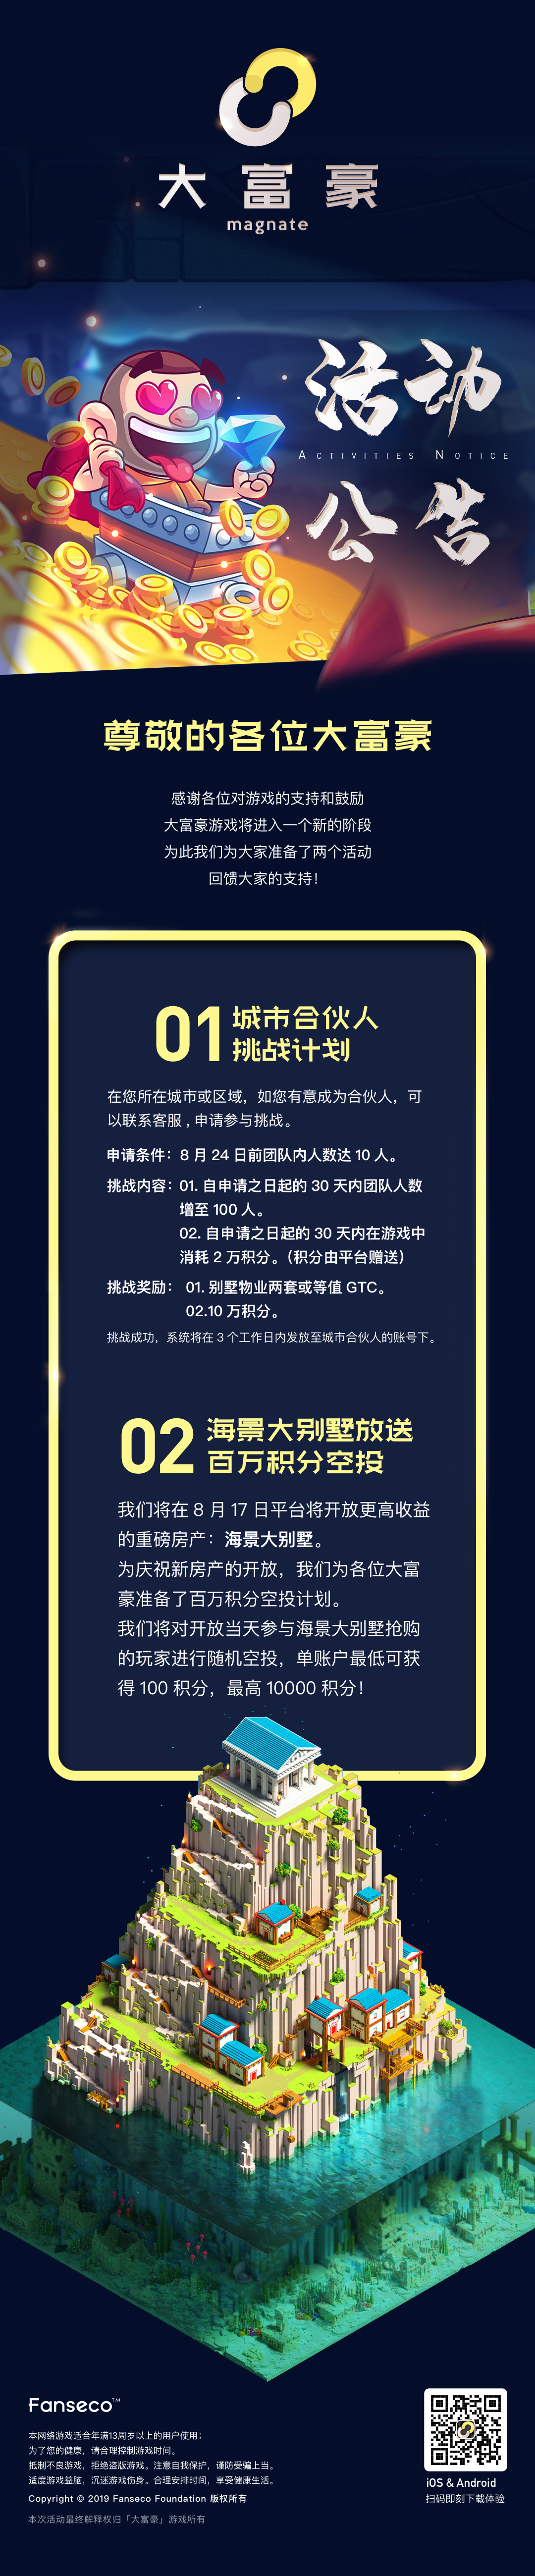 大富豪
magnate
活动
ACTIVITIES NOTICE
公告
尊敬的各位大富豪
感谢各位对游戏的支持和鼓励
大富豪游戏将进入一个新的阶段
为此我们为大家准备了两个活动
回馈大家的支持！
01 城市合伙人
挑战计划
在您所在城市或区域，如您有意成为合伙人，可
以联系客服，申请参与挑战。
申请条件：8 月 24 日前团队内人数达 10 人。
挑战内容：01. 自申请之日起的 30 天内团队人数
增至 100 人。
02. 自申请之日起的 30 天内在游戏中
消耗 2 万积分。（积分由平台赠送）
挑战奖励： 01. 别墅物业两套或等值 GTC。
02.10 万积分。
挑战成功，系统将在 3 个工作日内发放至城市合伙人的账号下。
02 海景大别墅放送
百万积分空投
我们将在 8 月 17 日平台将开放更高收益
的重磅房产：海景大别墅。
为庆祝新房产的开放，我们为各位大富
豪准备了百万积分空投计划。
我们将对开放当天参与海景大别墅抢购
的玩家进行随机空投，单账户最低可获
得 100 积分，最高 10000 积分！
Fanseco™
本网络游戏适合年满13周岁以上的用户使用；
为了您的健康，请合理控制游戏时间。
抵制不良游戏，拒绝盗版游戏。注意自我保护，谨防受骗上当。
适度游戏益脑，沉迷游戏伤身。合理安排时间，享受健康生活。
Copyright © 2019 Fanseco Foundation 版权所有
本次活动最终解释权归「大富豪」游戏所有
iOS & Android
扫码即刻下载体验